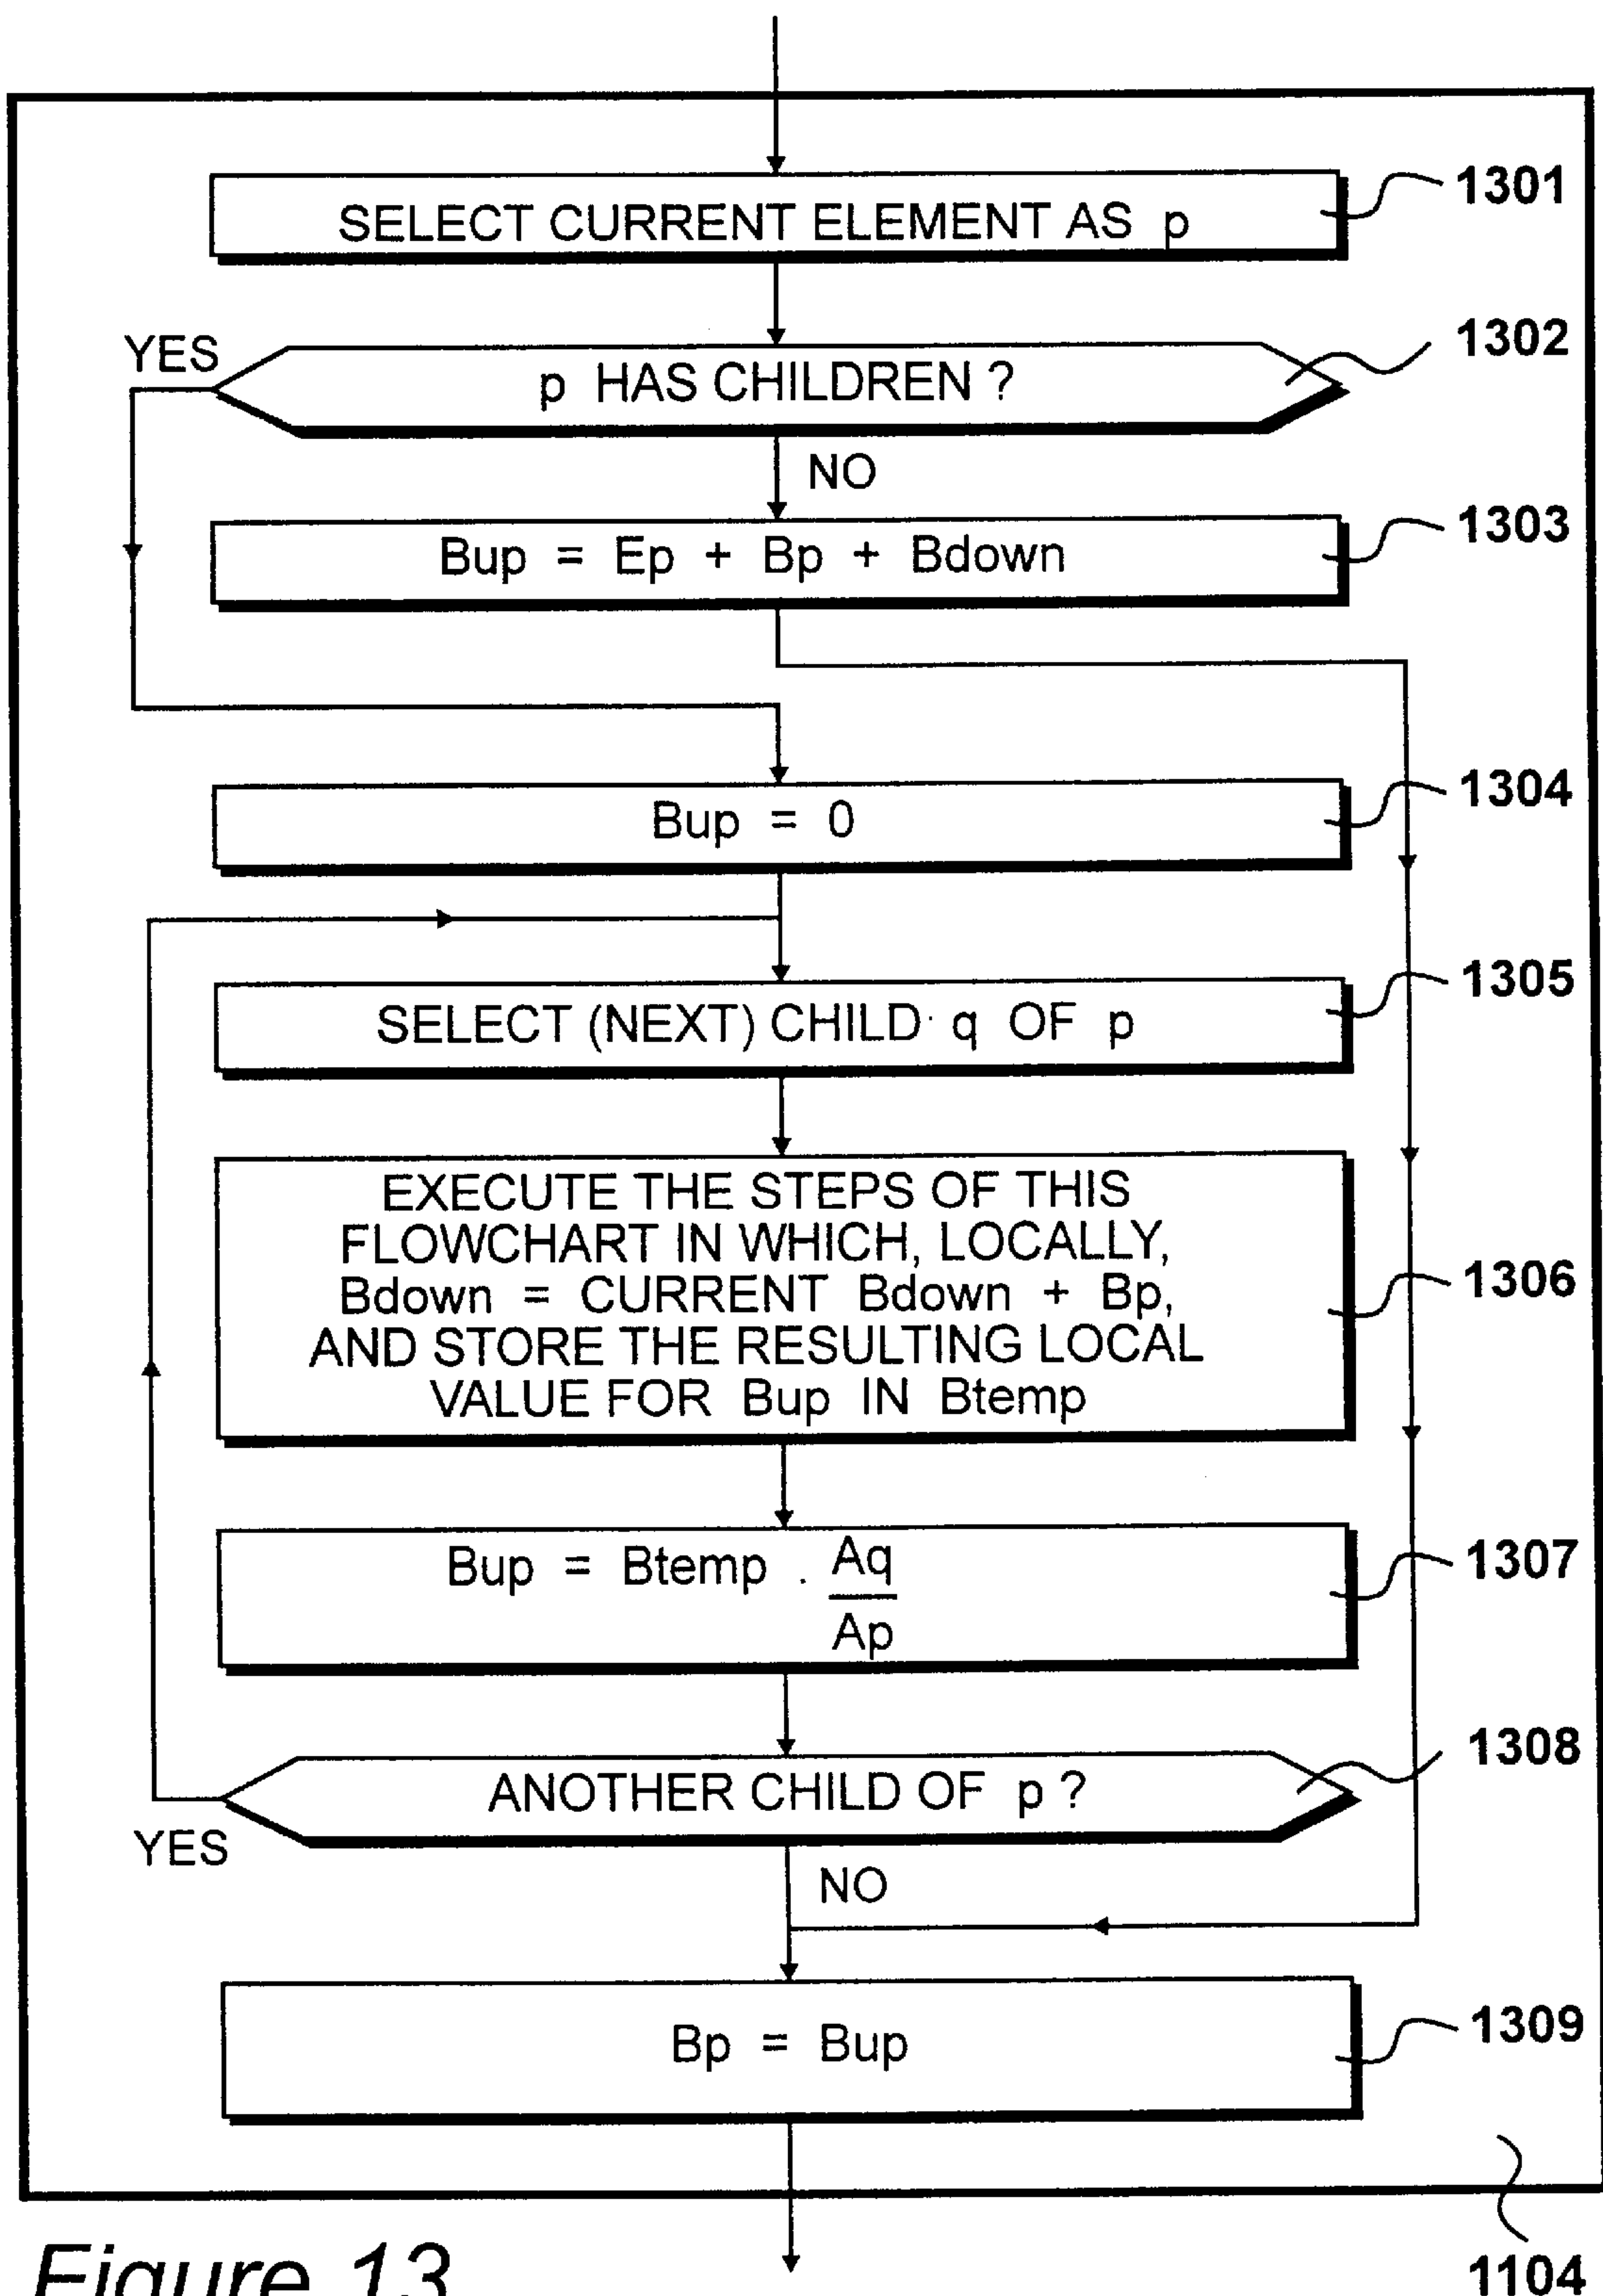 SELECT CURRENT ELEMENT AS p
1301
YES
p HAS CHILDREN ?
1302
NO
Bup = Ep + Bp + Bdown
1303
Bup = 0
1304
SELECT (NEXT) CHILD q OF p
1305
EXECUTE THE STEPS OF THIS
FLOWCHART IN WHICH, LOCALLY,
Bdown = CURRENT Bdown + Bp,
AND STORE THE RESULTING LOCAL
VALUE FOR Bup IN Btemp
1306
Bup = Btemp . Aq
Ap
1307
ANOTHER CHILD OF p ?
1308
YES
NO
Bp = Bup
1309
1104
Figure 13